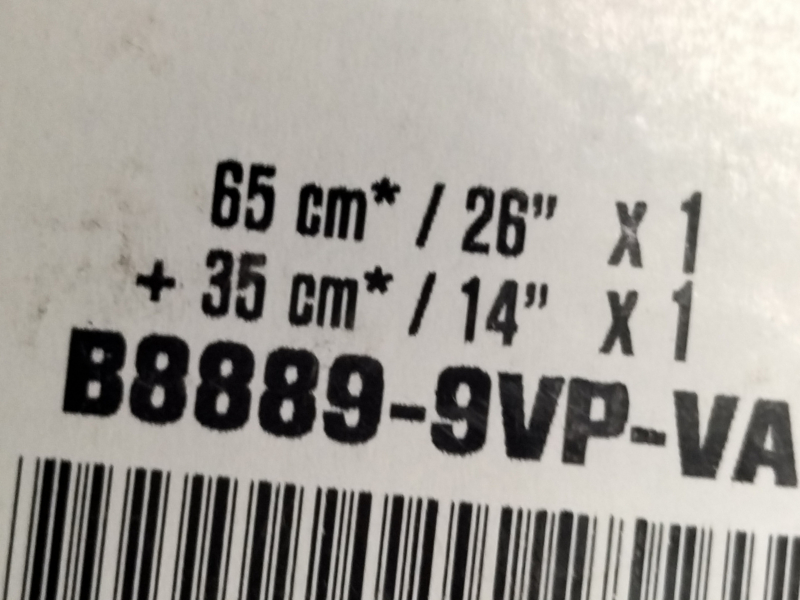 65 cm* / 26" x 1
+ 35 cm* / 14" x 1
B8889-9VP-VA